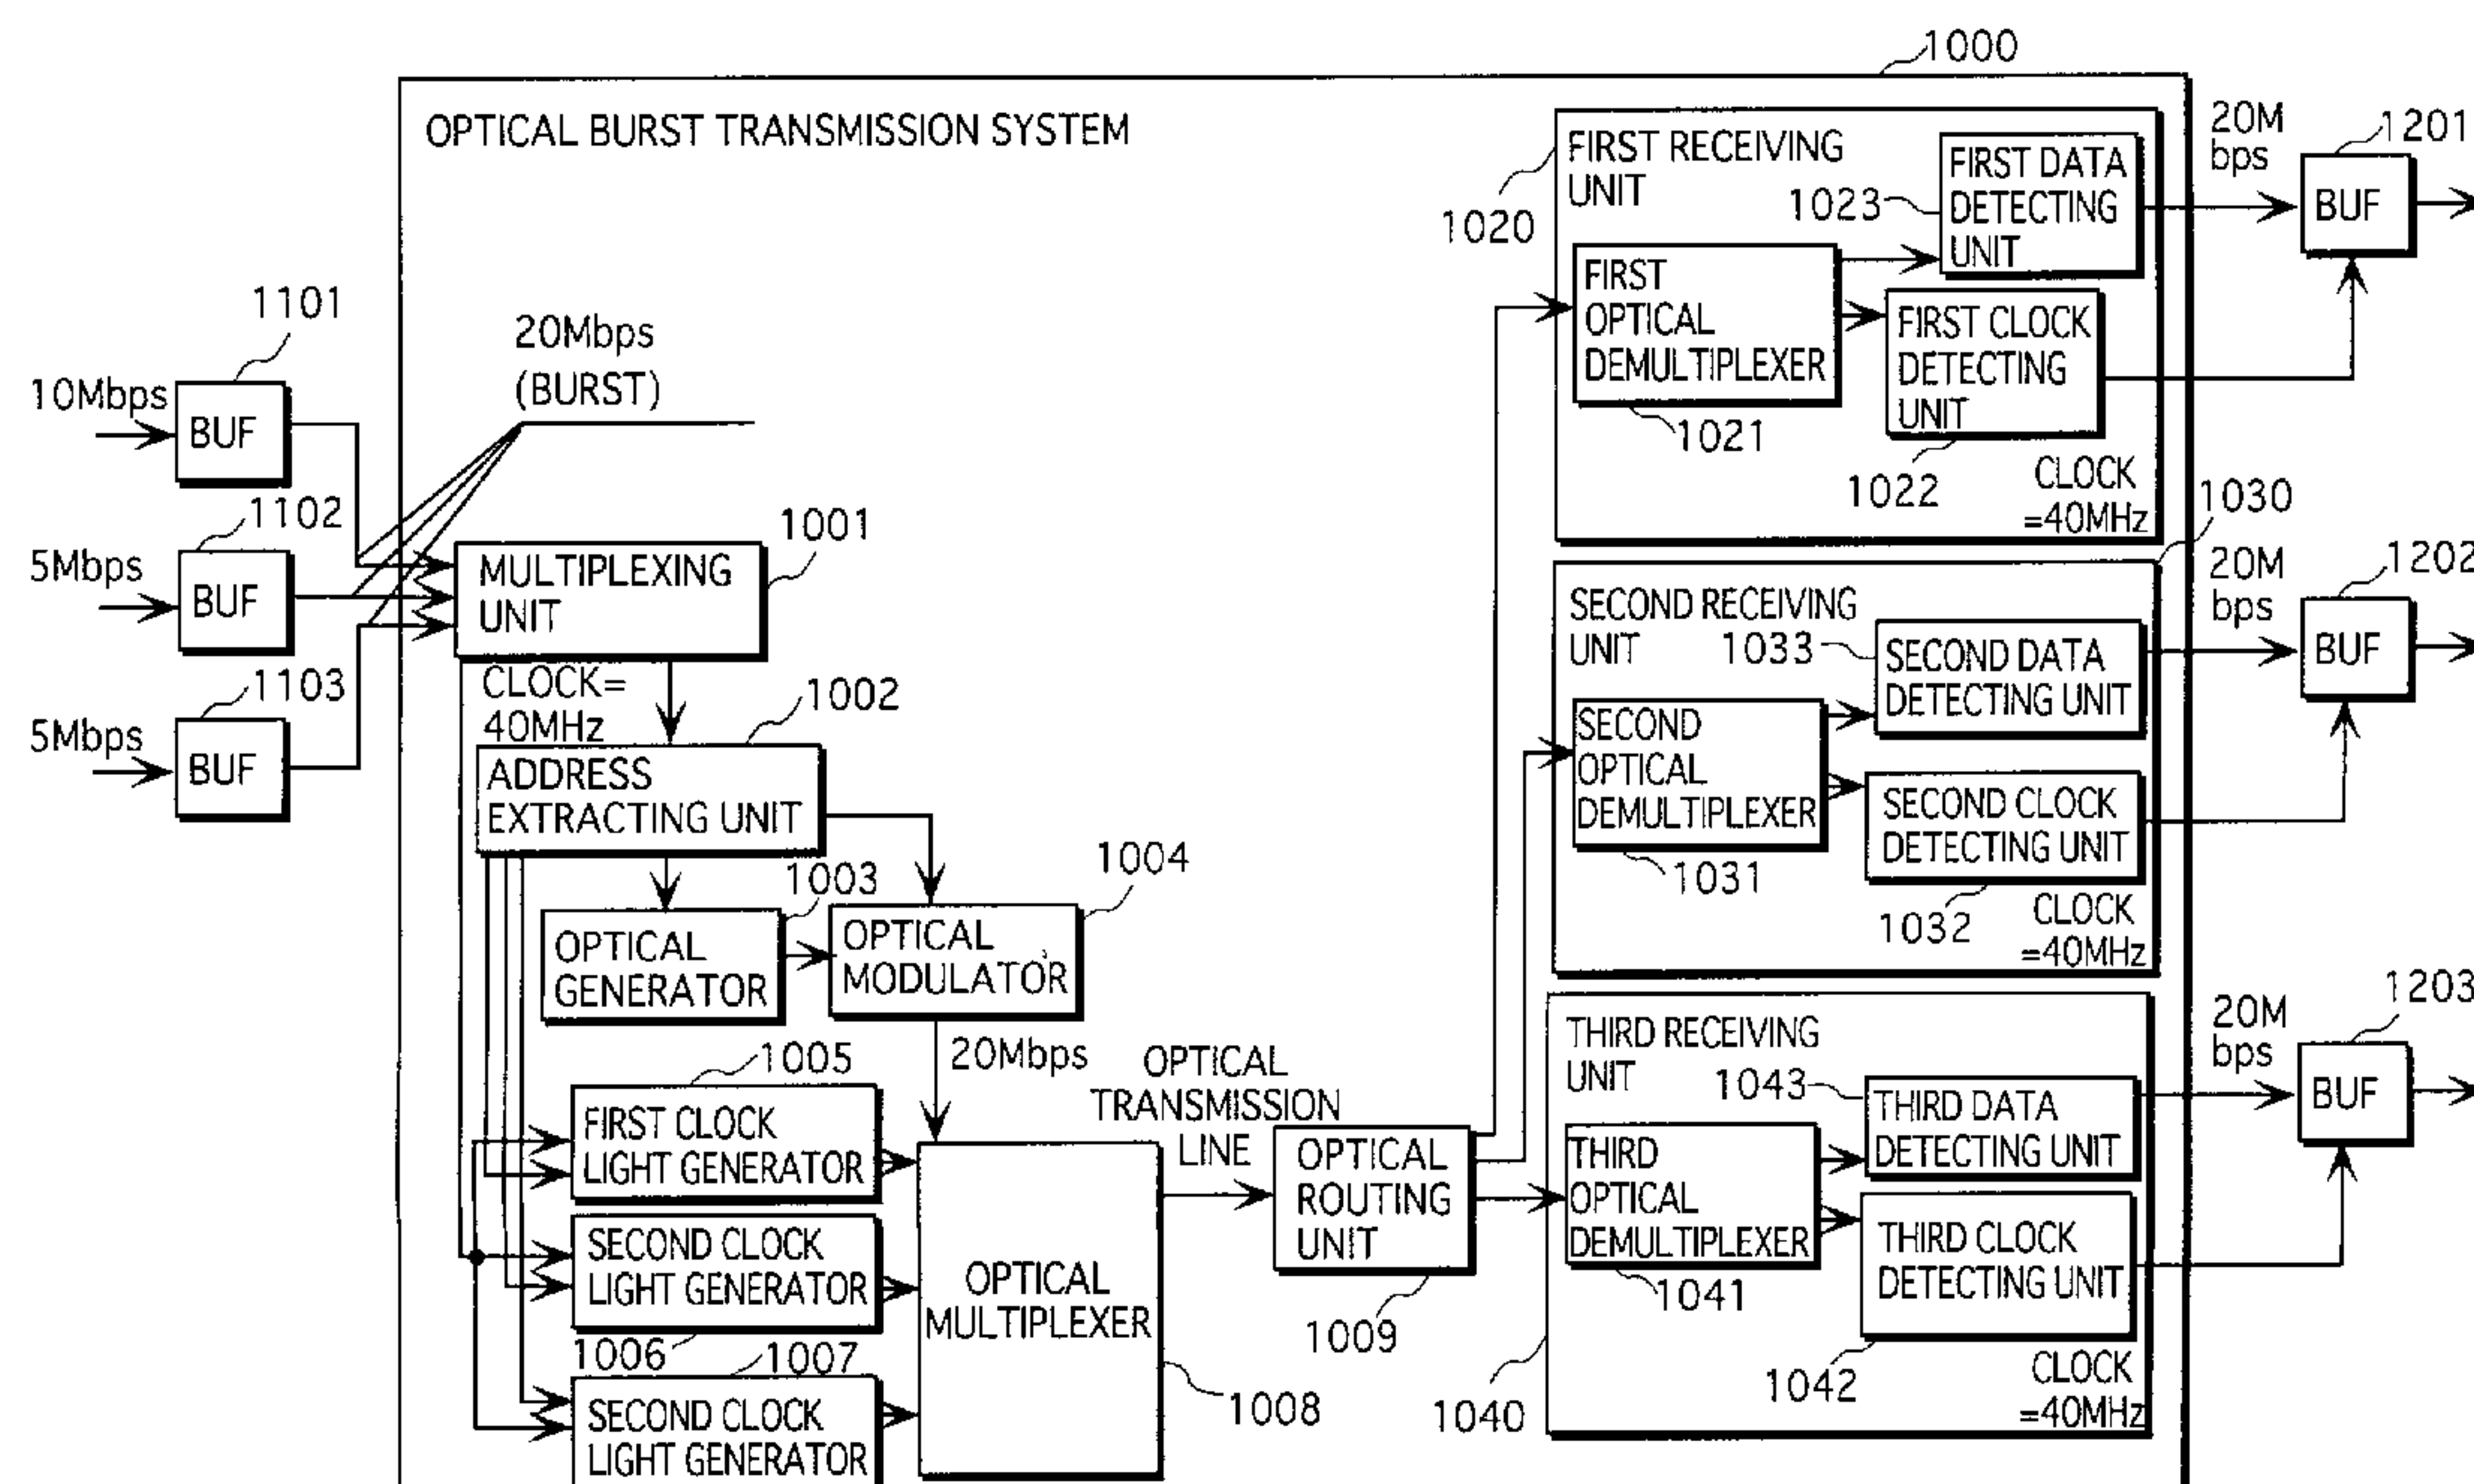 1000
OPTICAL BURST TRANSMISSION SYSTEM
1101
10Mbps
BUF
20Mbps
(BURST)
1102
5Mbps
BUF
1103
5Mbps
BUF
1001
MULTIPLEXING
UNIT
CLOCK=
40MHz
1002
ADDRESS
EXTRACTING UNIT
1003
OPTICAL
GENERATOR
1004
OPTICAL
MODULATOR
20Mbps
1005
FIRST CLOCK
LIGHT GENERATOR
SECOND CLOCK
LIGHT GENERATOR
1006
1007
SECOND CLOCK
LIGHT GENERATOR
OPTICAL
MULTIPLEXER
1008
OPTICAL
TRANSMISSION
LINE
OPTICAL
ROUTING
UNIT
1009
FIRST RECEIVING
UNIT
1020
FIRST
OPTICAL
DEMULTIPLEXER
1021
1023
FIRST DATA
DETECTING
UNIT
FIRST CLOCK
DETECTING
UNIT
1022
CLOCK
=40MHz
20M
bps
1201
BUF
1030
SECOND RECEIVING
UNIT
1033
SECOND DATA
DETECTING UNIT
SECOND
OPTICAL
DEMULTIPLEXER
1031
SECOND CLOCK
DETECTING UNIT
1032
CLOCK
=40MHz
20M
bps
1202
BUF
THIRD RECEIVING
UNIT
1043
THIRD DATA
DETECTING UNIT
THIRD
OPTICAL
DEMULTIPLEXER
1041
THIRD CLOCK
DETECTING UNIT
1042
1040
CLOCK
=40MHz
20M
bps
1203
BUF